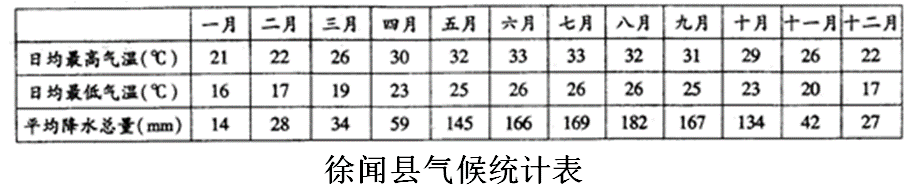 一月 二月 三月 四月 五月 六月 七月 八月 九月 十月 十一月 十二月
日均最高气温(℃) 21 22 26 30 32 33 33 32 31 29 26 22
日均最低气温(℃) 16 17 19 23 25 26 26 26 25 23 20 17
平均降水总量(mm) 14 28 34 59 145 166 169 182 167 134 42 27
徐闻县气候统计表